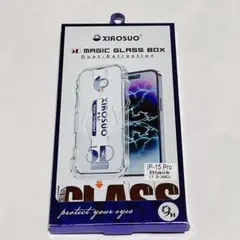 XIROSUO
MAGIC GLASS BOX
Dust-Extraction
XIROSUO
IP-15 Pro
Black
GLASS
protect your eyes
9H